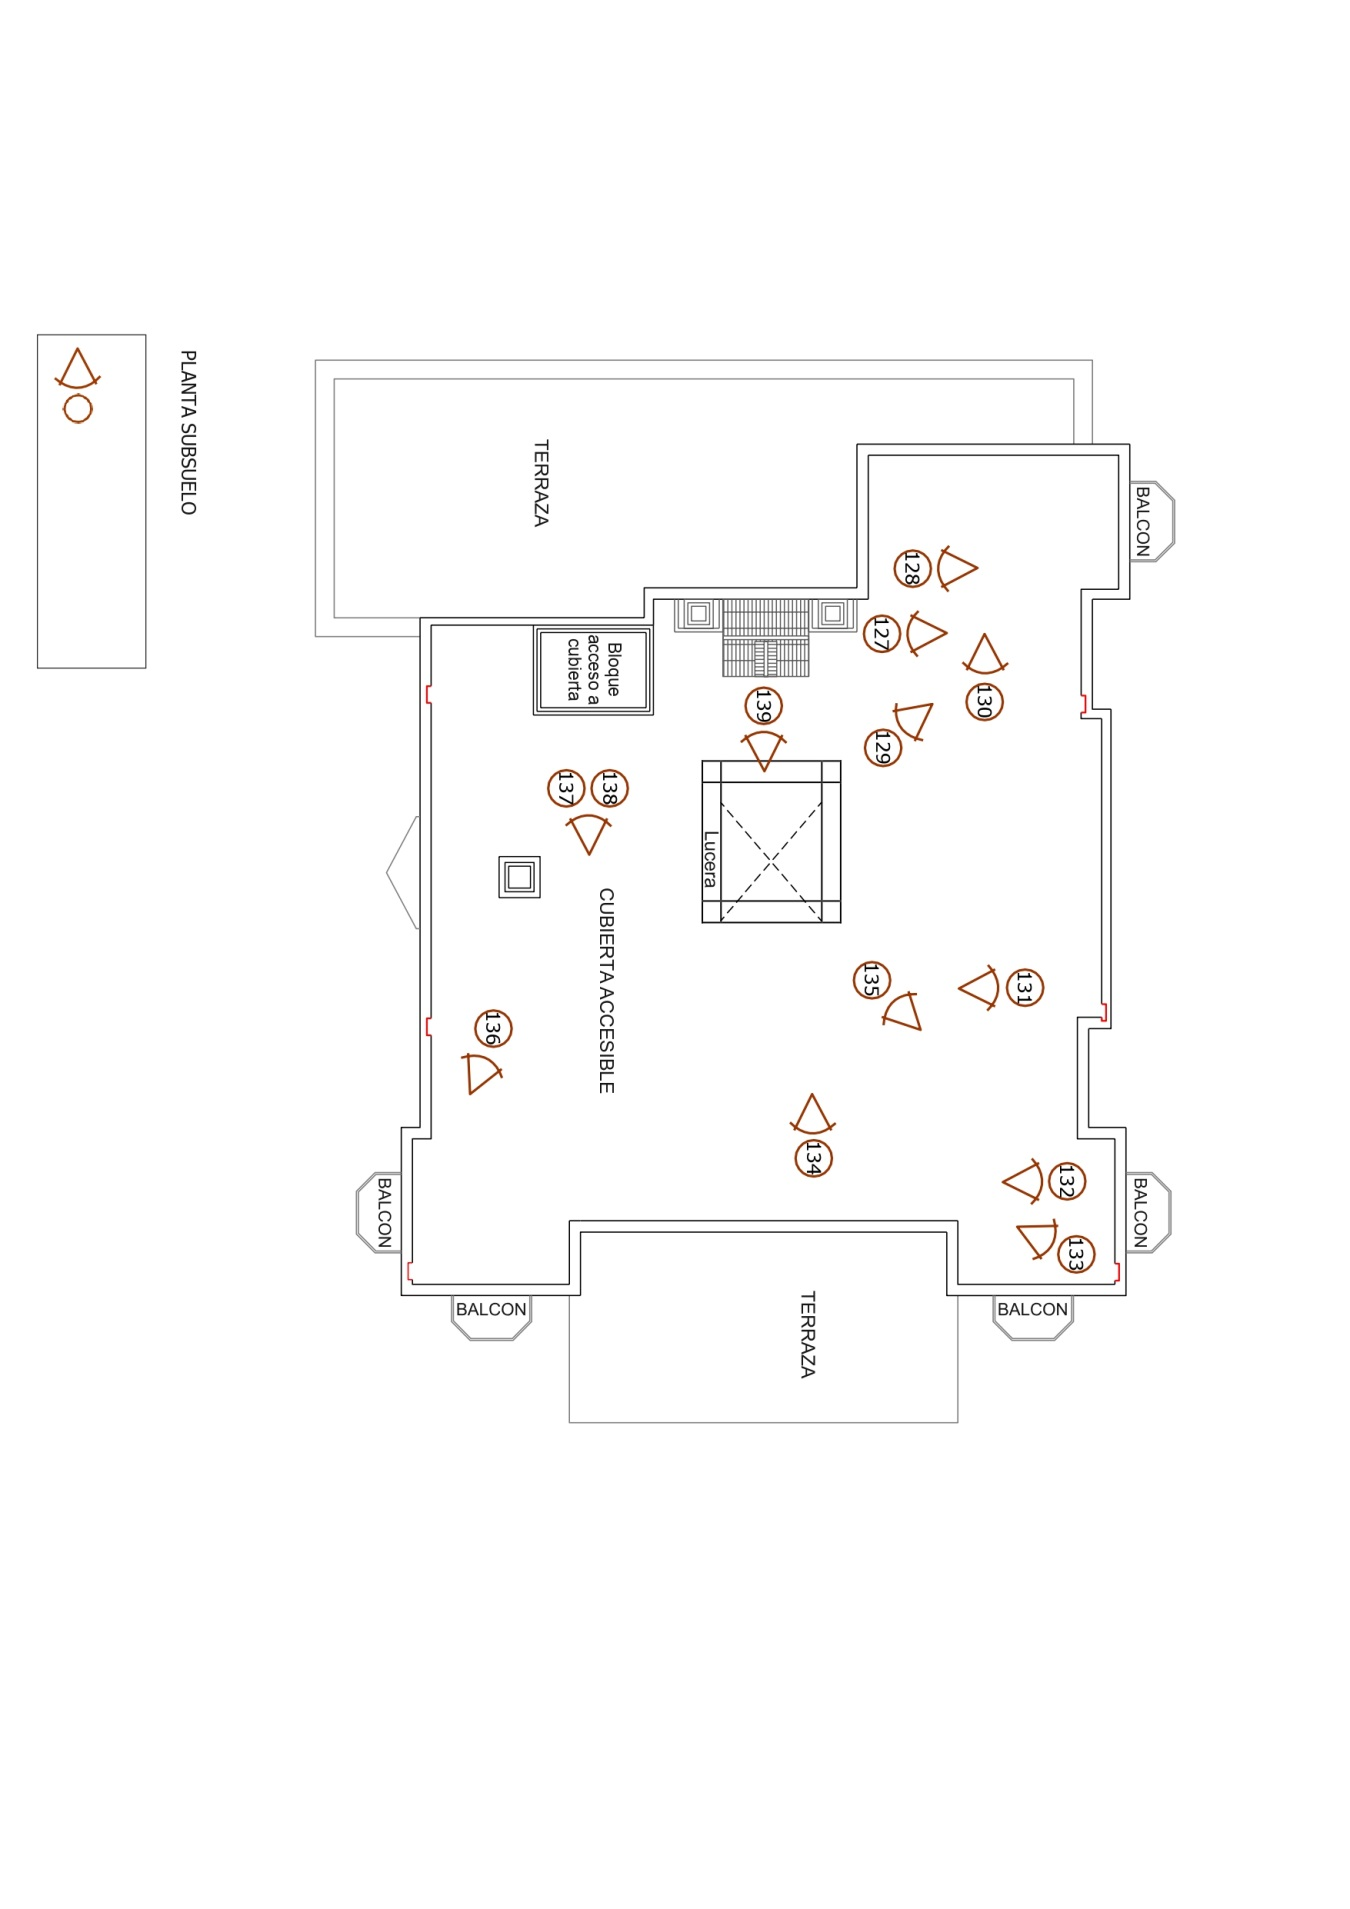 PLANTA SUBSUELO
TERRAZA
BALCON
128
127
130
129
139
Bloque
acceso a
cubierta
137
138
Lucera
CUBIERTA ACCESIBLE
135
131
136
134
132
133
BALCON
BALCON
BALCON
BALCON
TERRAZA